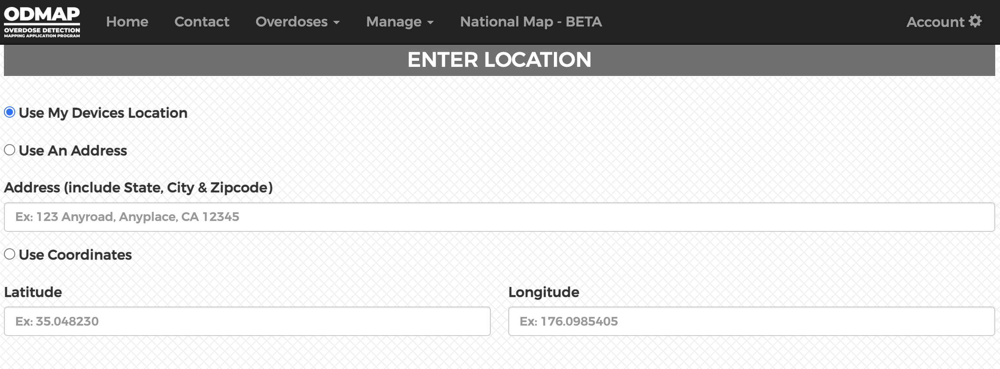 ODMAP
OVERDOSE DETECTION
MAPPING APPLICATION PROGRAM
Home Contact Overdoses Manage National Map - BETA Account
ENTER LOCATION
Use My Devices Location
Use An Address
Address (include State, City & Zipcode)
Ex: 123 Anyroad, Anyplace, CA 12345
Use Coordinates
Latitude Longitude
Ex: 35.048230 Ex: 176.0985405